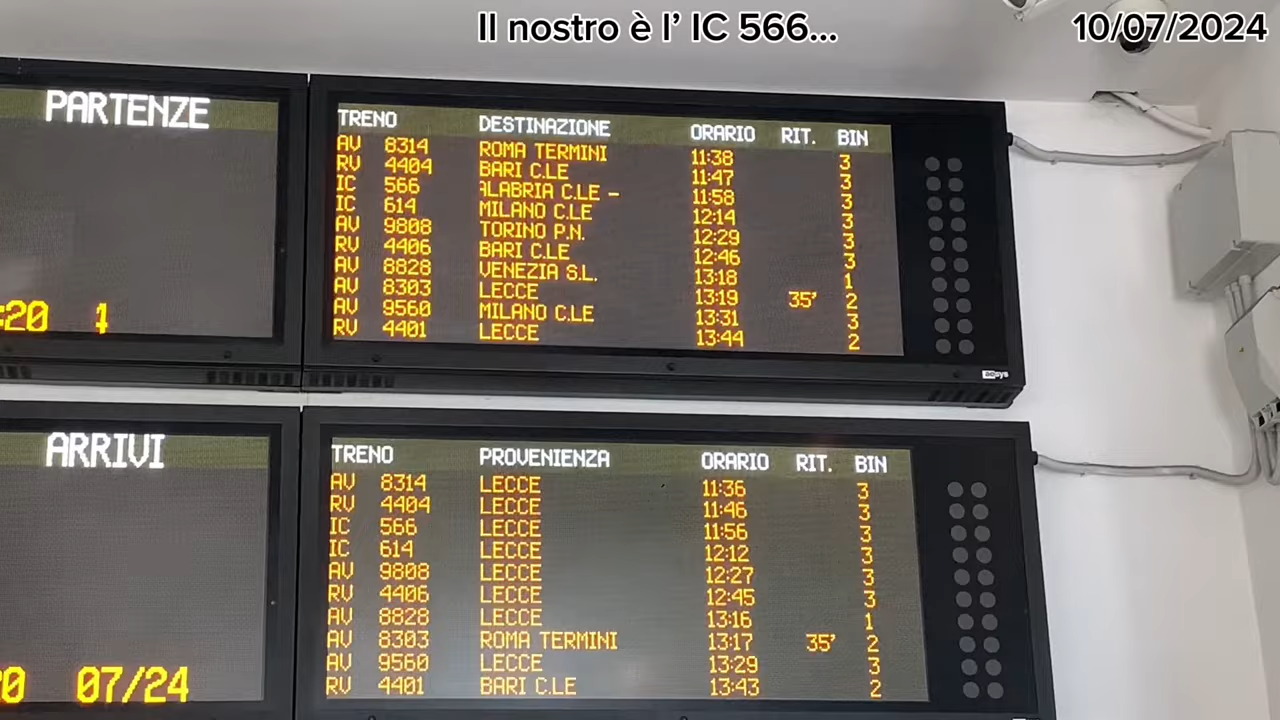 Il nostro è l’ IC 566...
10/07/2024
PARTENZE
:20 1
TRENO DESTINAZIONE ORARIO RIT. BIN
AV 8314 ROMA TERMINI 11:38 3
RV 4404 BARI C.LE 11:47 3
IC 566 ALABRIA C.LE – 11:58 3
IC 614 MILANO C.LE 12:14 3
AV 9808 TORINO P.N. 12:29 3
RV 4406 BARI C.LE 12:46 3
AV 8828 VENEZIA S.L. 13:18 1
AV 8303 LECCE 13:19 35' 2
AV 9560 MILANO C.LE 13:31 3
RV 4401 LECCE 13:44 2
aesys
ARRIVI
20 07/24
TRENO PROVENIENZA ORARIO RIT. BIN
AV 8314 LECCE 11:36 3
RV 4404 LECCE 11:46 3
IC 566 LECCE 11:56 3
IC 614 LECCE 12:12 3
AV 9808 LECCE 12:27 3
RV 4406 LECCE 12:45 3
AV 8828 LECCE 13:16 1
AV 8303 ROMA TERMINI 13:17 35' 2
AV 9560 LECCE 13:29 3
RV 4401 BARI C.LE 13:43 2